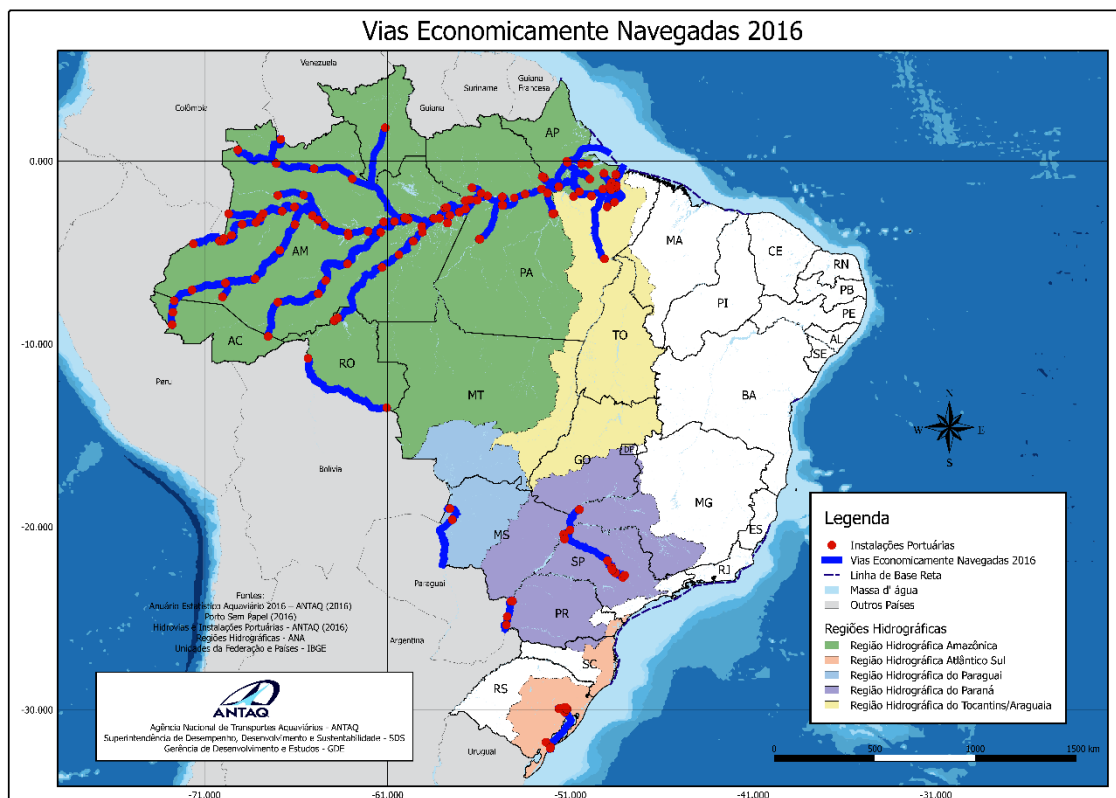 Vias Economicamente Navegadas 2016
Venezuela
Colômbia
Guiana
Suriname
Guiana
Francesa
AP
0.000
AM
PA
MA
CE
RN
PB
PE
AL
SE
PI
TO
-10.000
AC
RO
Peru
MT
BA
Bolívia
GO
DF
N
W
E
S
MG
ES
-20.000
MS
SP
RJ
Paraguai
PR
Argentina
SC
RS
-30.000
Uruguai
Legenda
Instalações Portuárias
Vias Economicamente Navegadas 2016
Linha de Base Reta
Massa d' água
Outros Países
Regiões Hidrográficas
Região Hidrográfica Amazônica
Região Hidrográfica Atlântico Sul
Região Hidrográfica do Paraguai
Região Hidrográfica do Paraná
Região Hidrográfica do Tocantins/Araguaia
Funtes:
Anuário Estatístico Aquaviário 2016 – ANTAQ (2016)
Porto Sem Papel (2016)
Hidrovias e Instalações Portuárias - ANTAQ (2016)
Regiões Hidrográficas - ANA
Unidades da Federação e Países - IBGE
ANTAQ
Agência Nacional de Transportes Aquaviários - ANTAQ
Superintendência de Desempenho, Desenvolvimento e Sustentabilidade - SDS
Gerência de Desenvolvimento e Estudos - GDE
0 500 1000 1500 km
-71.000 -61.000 -51.000 -41.000 -31.000